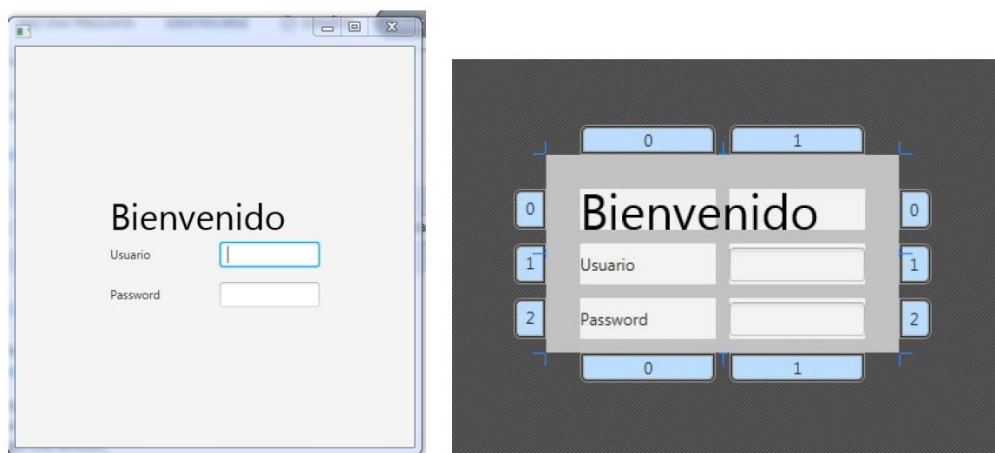 Bienvenido
Usuario
Password
0 1
0 Bienvenido 0
1 Usuario 1
2 Password 2
0 1